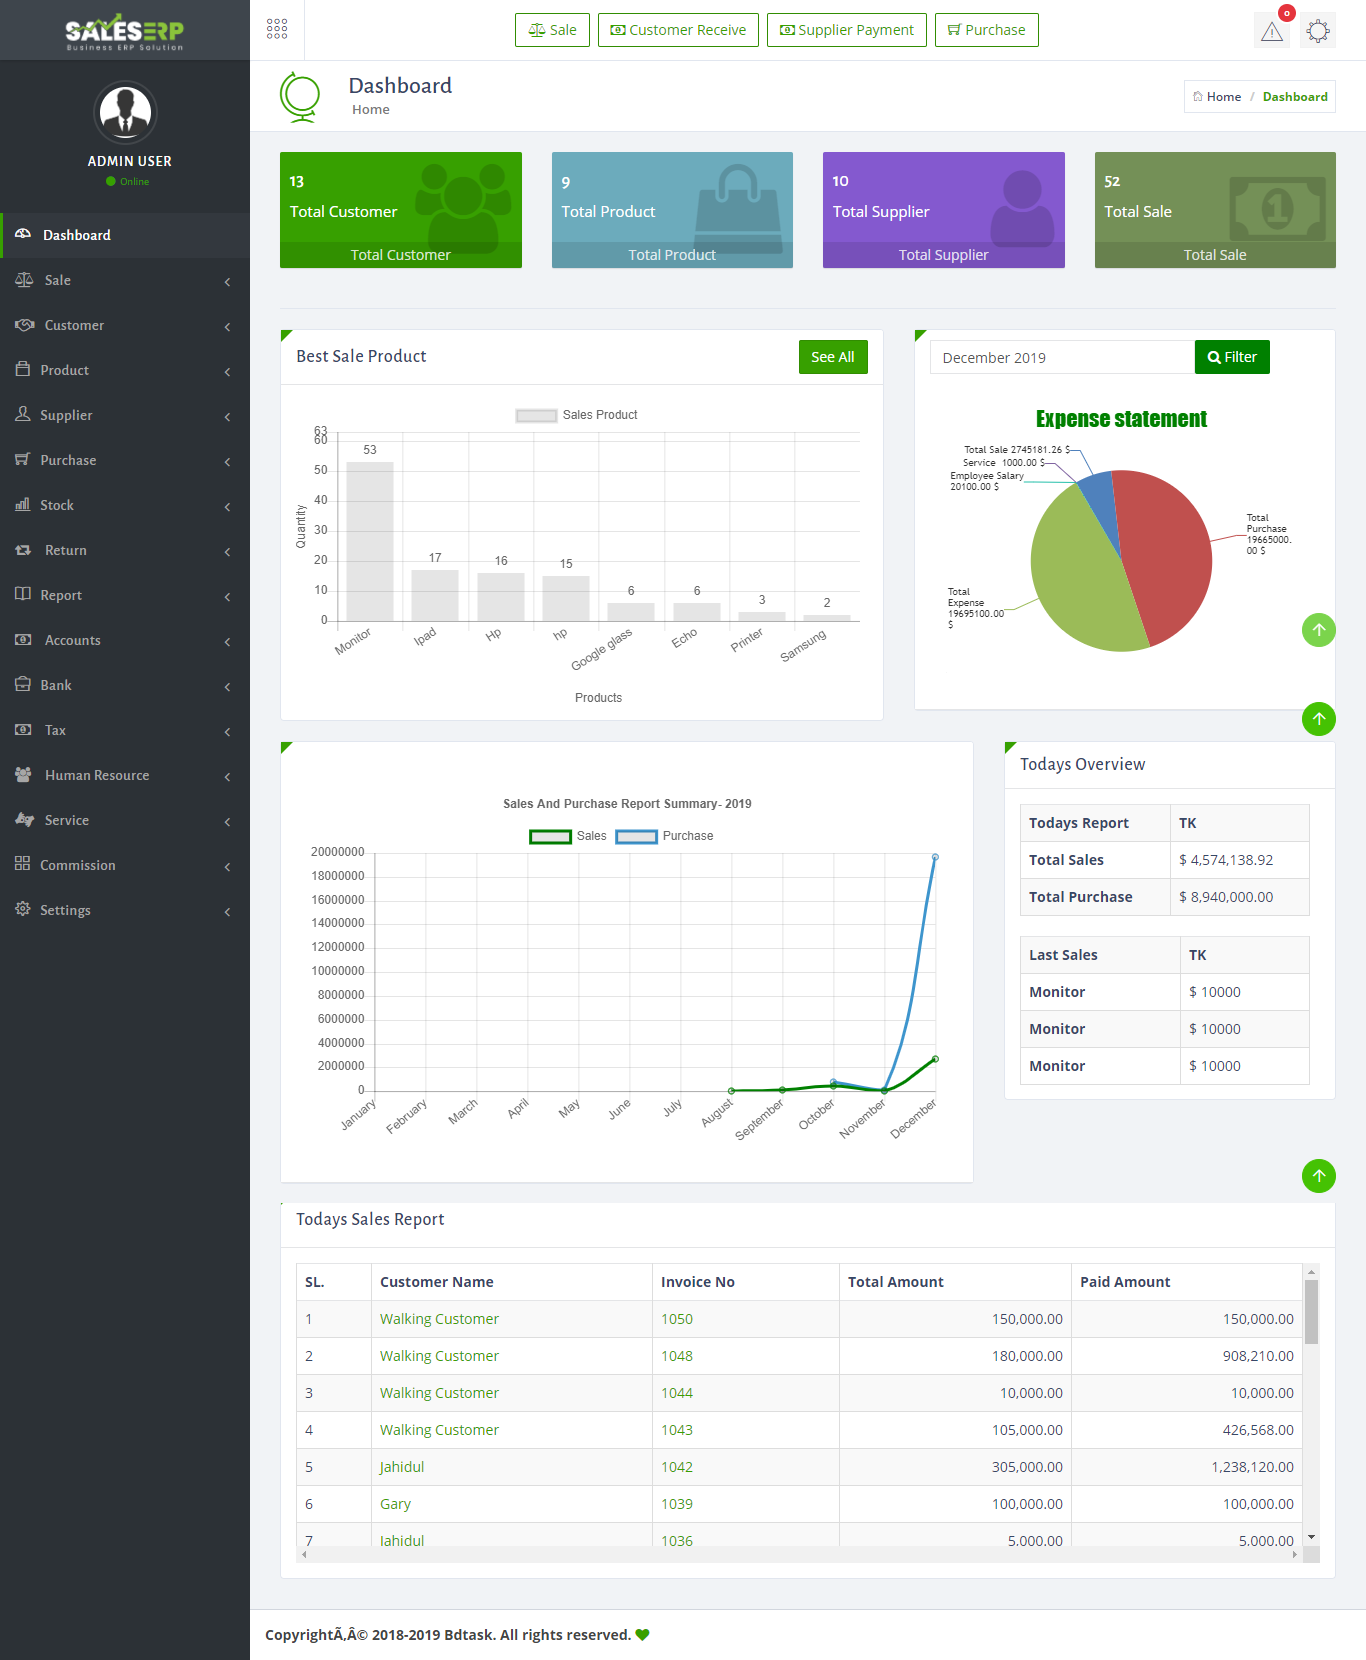 SALESERP
Business ERP Solution
Sale
Customer Receive
Supplier Payment
Purchase
0
ADMIN USER
Online
Dashboard
Sale
Customer
Product
Supplier
Purchase
Stock
Return
Report
Accounts
Bank
Tax
Human Resource
Service
Commission
Settings
Dashboard
Home
Home / Dashboard
13
Total Customer
Total Customer
9
Total Product
Total Product
10
Total Supplier
Total Supplier
52
Total Sale
Total Sale
Best Sale Product
See All
Sales Product
Quantity
63
60
50
40
30
20
10
0
53
17
16
15
6
6
3
2
Monitor
Ipad
Hp
hp
Google glass
Echo
Printer
Samsung
Products
December 2019
Filter
Expense statement
Total Sale 2745181.26 $
Service 1000.00 $
Employee Salary
20100.00 $
Total
Purchase
19665000.
00 $
Total
Expense
19695100.00
$
Sales And Purchase Report Summary- 2019
Sales
Purchase
20000000
18000000
16000000
14000000
12000000
10000000
8000000
6000000
4000000
2000000
0
January
February
March
April
May
June
July
August
September
October
November
December
Todays Overview
Todays Report TK
Total Sales $ 4,574,138.92
Total Purchase $ 8,940,000.00
Last Sales TK
Monitor $ 10000
Monitor $ 10000
Monitor $ 10000
Todays Sales Report
SL. Customer Name Invoice No Total Amount Paid Amount
1 Walking Customer 1050 150,000.00 150,000.00
2 Walking Customer 1048 180,000.00 908,210.00
3 Walking Customer 1044 10,000.00 10,000.00
4 Walking Customer 1043 105,000.00 426,568.00
5 Jahidul 1042 305,000.00 1,238,120.00
6 Gary 1039 100,000.00 100,000.00
7 Jahidul 1036 5,000.00 5,000.00
CopyrightÃ,Â© 2018-2019 Bdtask. All rights reserved.